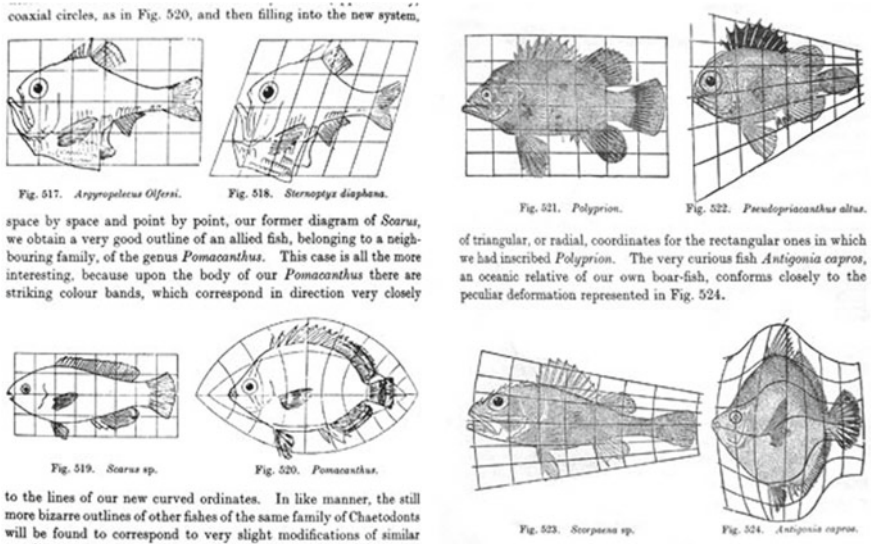 coaxial circles, as in Fig. 520, and then filling into the new system,
Fig. 517. Argyropelecus Olfersi.
Fig. 518. Sternoptyx diaphana.
space by space and point by point, our former diagram of Scarus,
we obtain a very good outline of an allied fish, belonging to a neigh-
bouring family, of the genus Pomacanthus. This case is all the more
interesting, because upon the body of our Pomacanthus there are
striking colour bands, which correspond in direction very closely
Fig. 519. Scarus sp.
Fig. 520. Pomacanthus.
to the lines of our new curved ordinates. In like manner, the still
more bizarre outlines of other fishes of the same family of Chaetodonts
will be found to correspond to very slight modifications of similar
Fig. 521. Polyprion.
Fig. 522. Pseudopriacanthus altus.
of triangular, or radial, coordinates for the rectangular ones in which
we had inscribed Polyprion. The very curious fish Antigonia capros,
an oceanic relative of our own boar-fish, conforms closely to the
peculiar deformation represented in Fig. 524.
Fig. 523. Scorpaena sp.
Fig. 524. Antigonia capros.